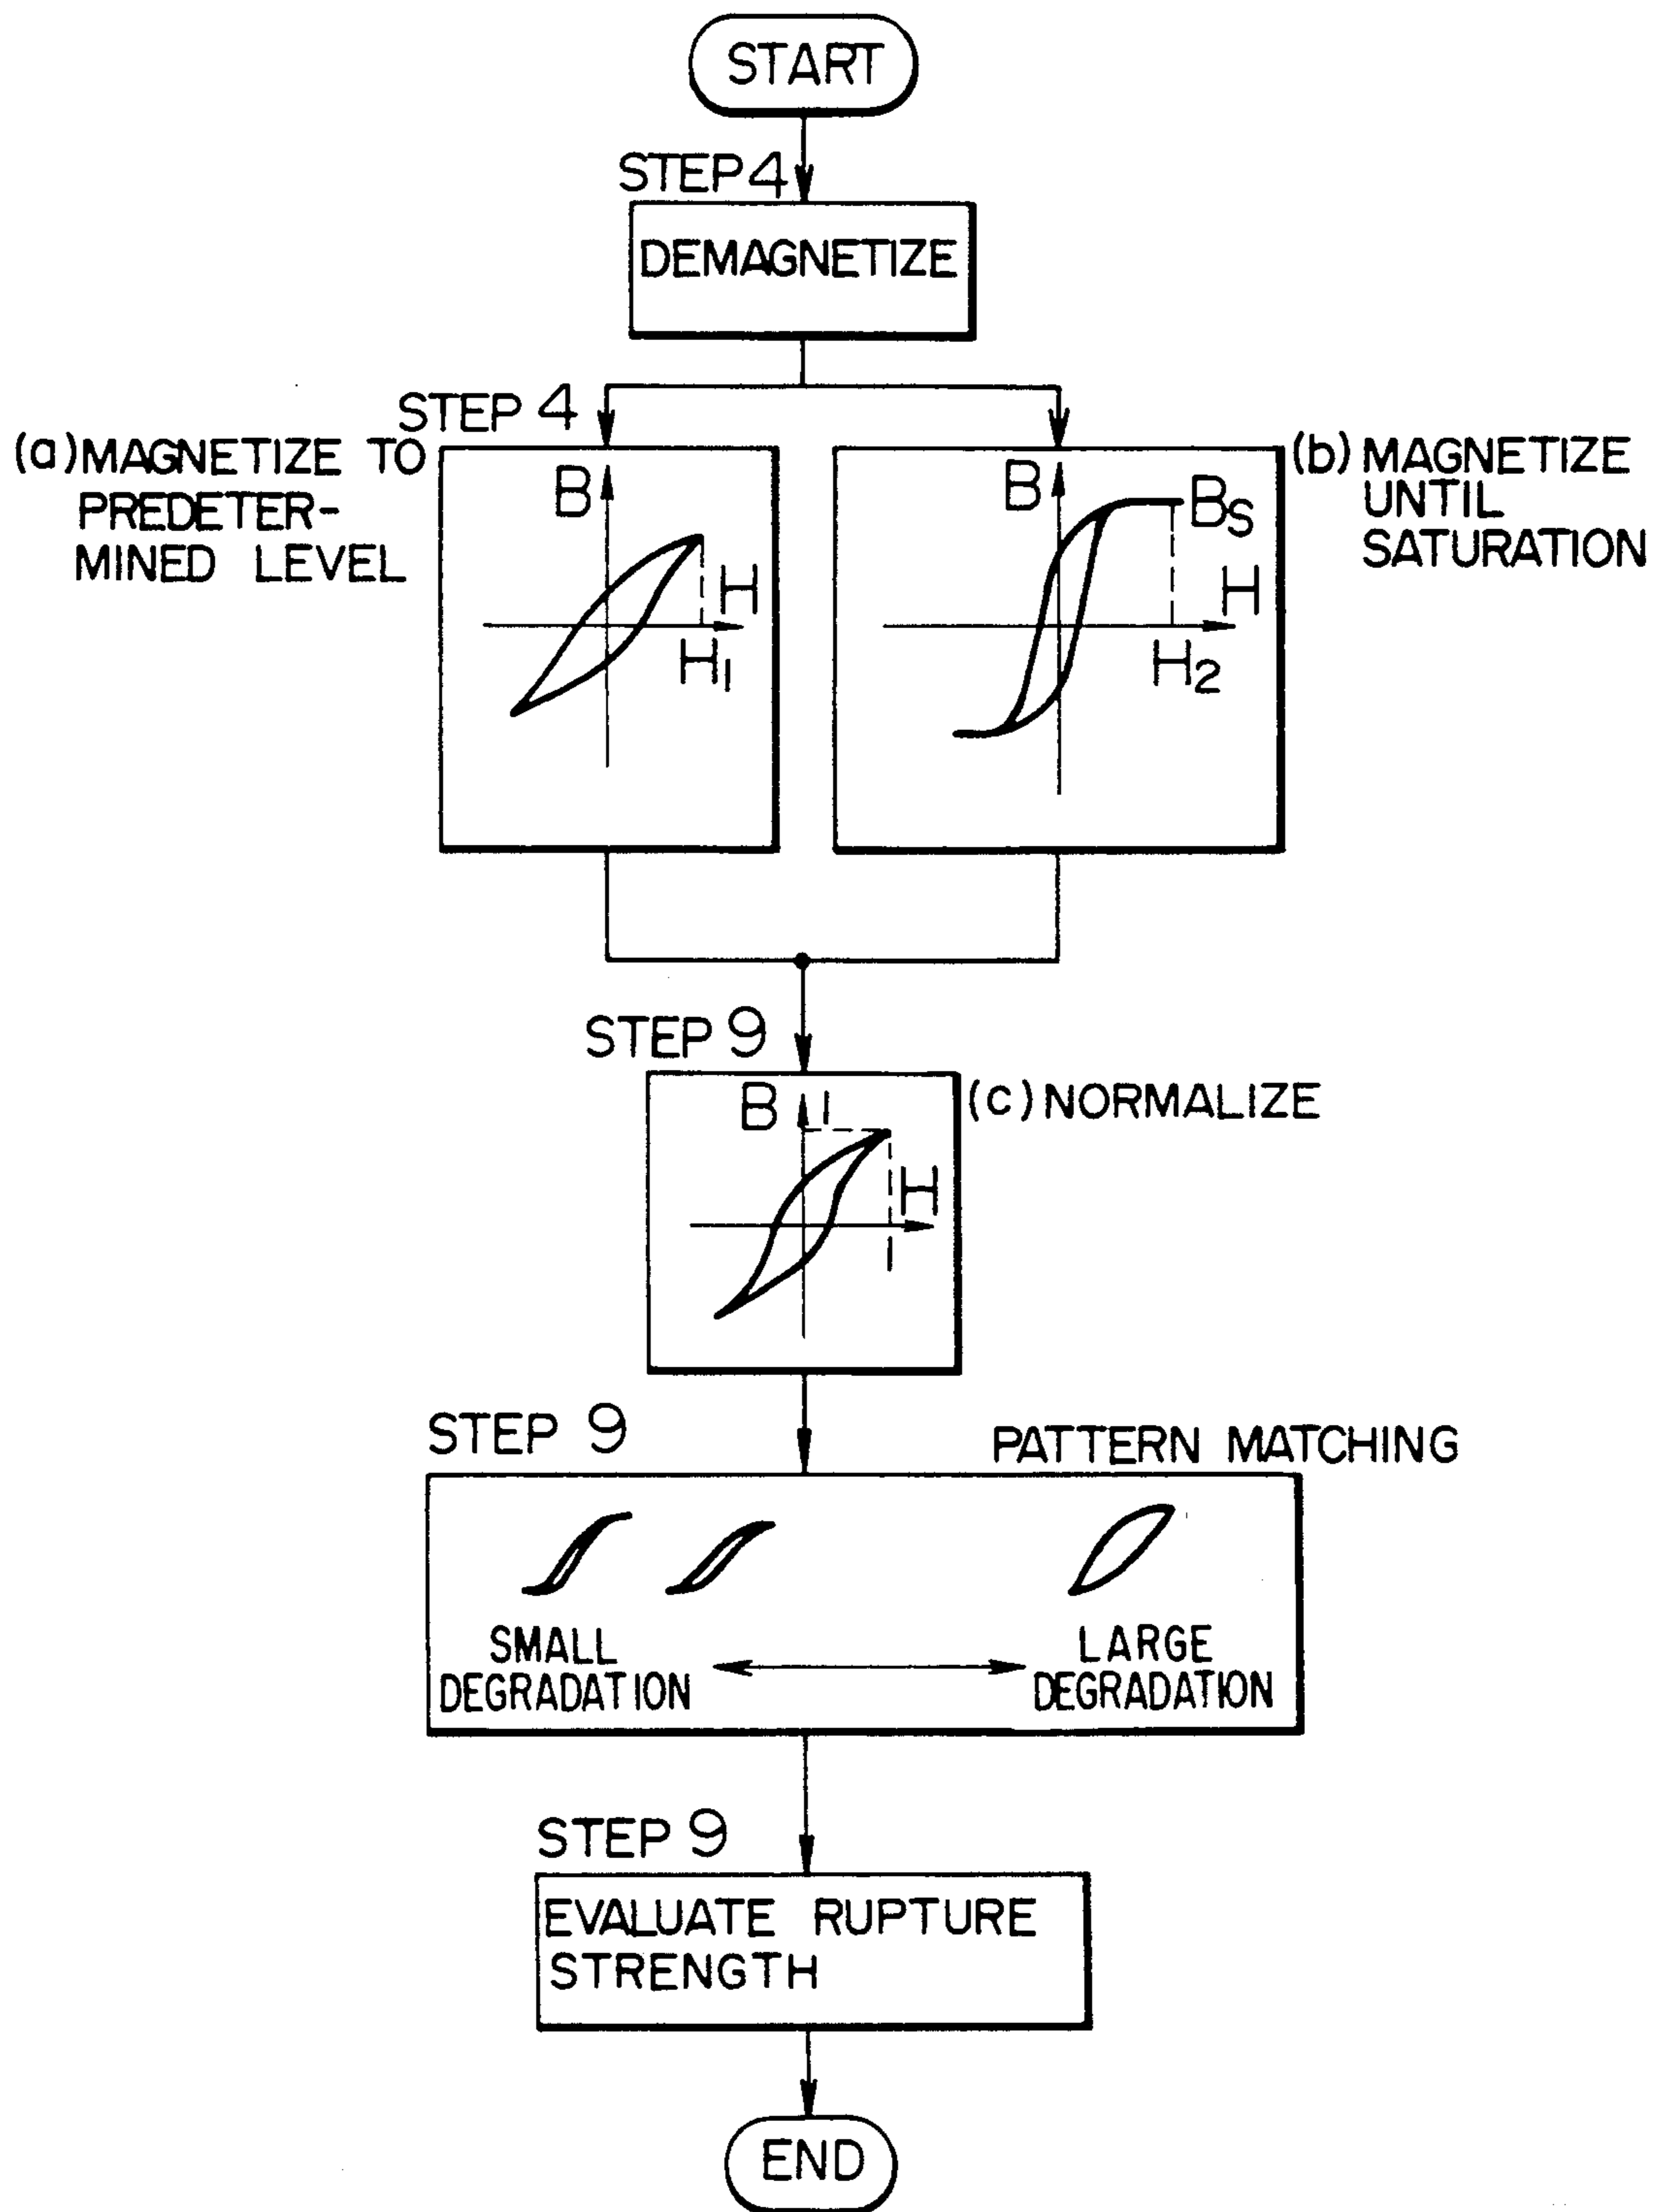 START
STEP 4
DEMAGNETIZE
STEP 4
(a) MAGNETIZE TO
PREDETER-
MINED LEVEL
B
H
H1
(b) MAGNETIZE
UNTIL
SATURATION
B
BS
H
H2
STEP 9
(c) NORMALIZE
B
1
H
1
STEP 9
PATTERN MATCHING
SMALL
DEGRADATION
LARGE
DEGRADATION
STEP 9
EVALUATE RUPTURE
STRENGTH
END